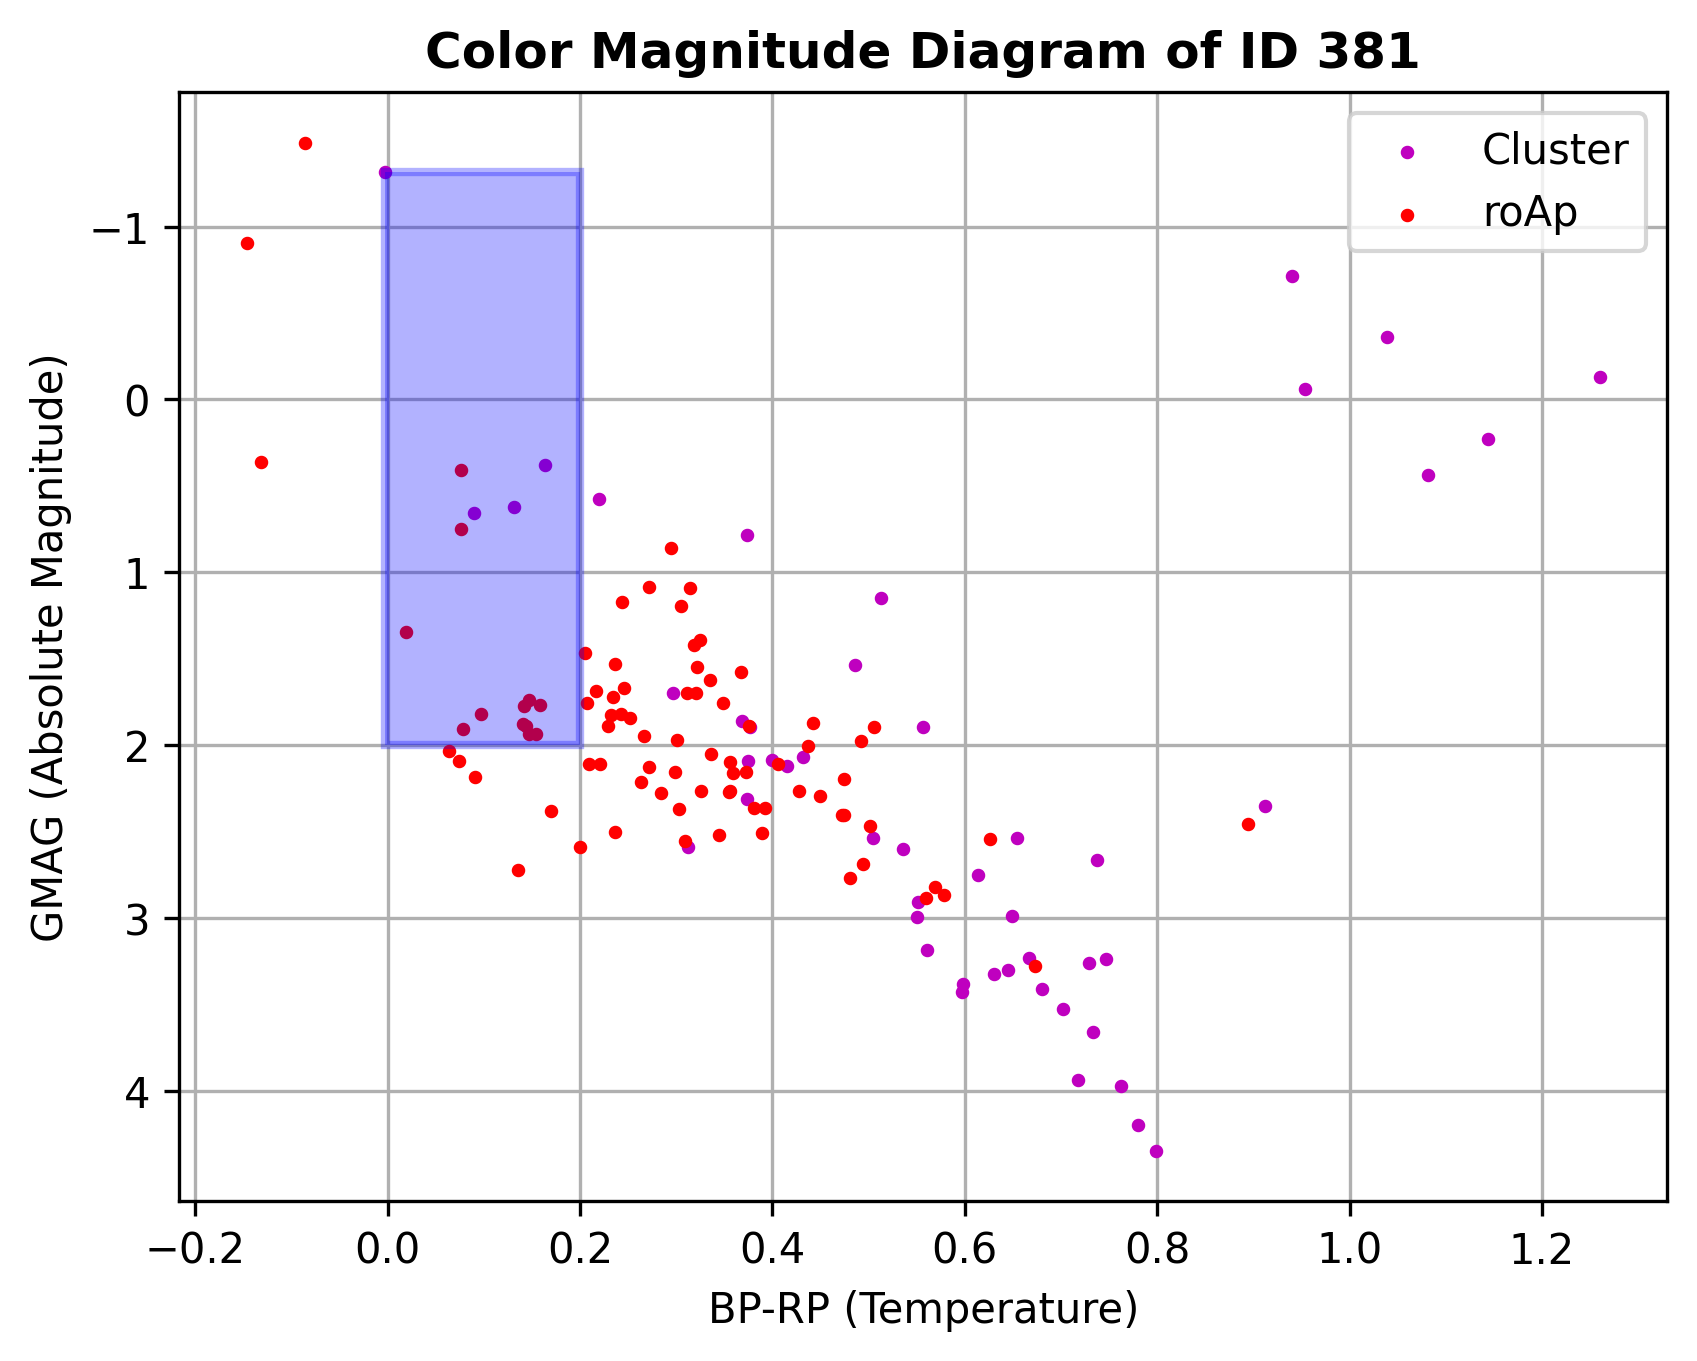 Color Magnitude Diagram of ID 381
Cluster
roAp
GMAG (Absolute Magnitude)
−1
0
1
2
3
4
−0.2 0.0 0.2 0.4 0.6 0.8 1.0 1.2
BP-RP (Temperature)